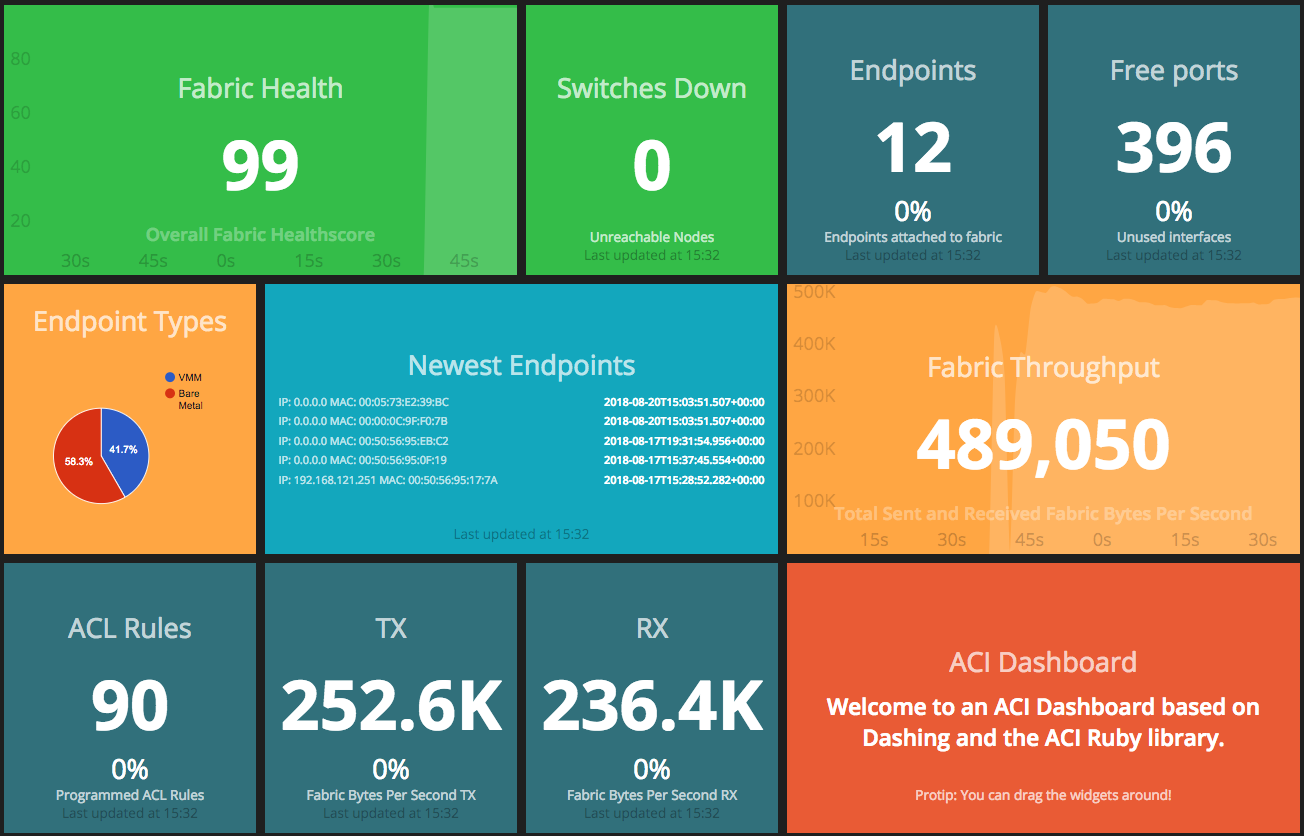 80
60
40
20
Fabric Health
99
Overall Fabric Healthscore
30s 45s 0s 15s 30s 45s
Switches Down
0
Unreachable Nodes
Last updated at 15:32
Endpoints
12
0%
Endpoints attached to fabric
Last updated at 15:32
Free ports
396
0%
Unused interfaces
Last updated at 15:32
Endpoint Types
VMM
Bare
Metal
58.3% 41.7%
Newest Endpoints
IP: 0.0.0.0 MAC: 00:05:73:E2:39:BC 2018-08-20T15:03:51.507+00:00
IP: 0.0.0.0 MAC: 00:00:0C:9F:F0:7B 2018-08-20T15:03:51.507+00:00
IP: 0.0.0.0 MAC: 00:50:56:95:EB:C2 2018-08-17T19:31:54.956+00:00
IP: 0.0.0.0 MAC: 00:50:56:95:0F:19 2018-08-17T15:37:45.554+00:00
IP: 192.168.121.251 MAC: 00:50:56:95:17:7A 2018-08-17T15:28:52.282+00:00
Last updated at 15:32
500K
400K
300K
200K
100K
Fabric Throughput
489,050
Total Sent and Received Fabric Bytes Per Second
15s 30s 45s 0s 15s 30s
ACL Rules
90
0%
Programmed ACL Rules
Last updated at 15:32
TX
252.6K
0%
Fabric Bytes Per Second TX
Last updated at 15:32
RX
236.4K
0%
Fabric Bytes Per Second RX
Last updated at 15:32
ACI Dashboard
Welcome to an ACI Dashboard based on
Dashing and the ACI Ruby library.
Protip: You can drag the widgets around!